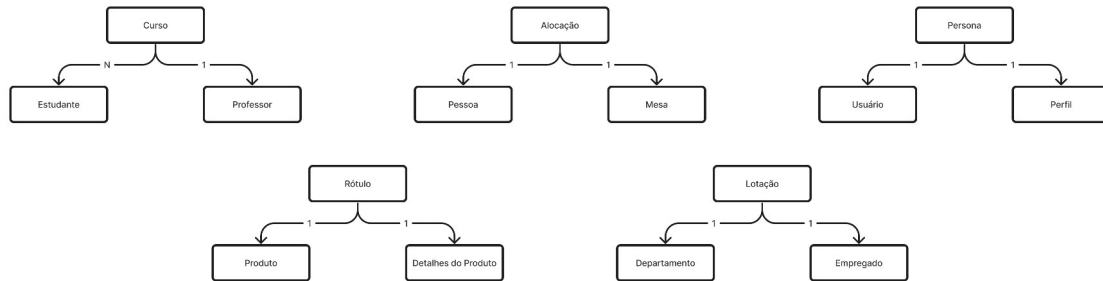 Curso
Alocação
Persona
N
1
1
1
1
1
Estudante
Professor
Pessoa
Mesa
Usuário
Perfil
Rótulo
Lotação
1
1
1
1
Produto
Detalhes do Produto
Departamento
Empregado